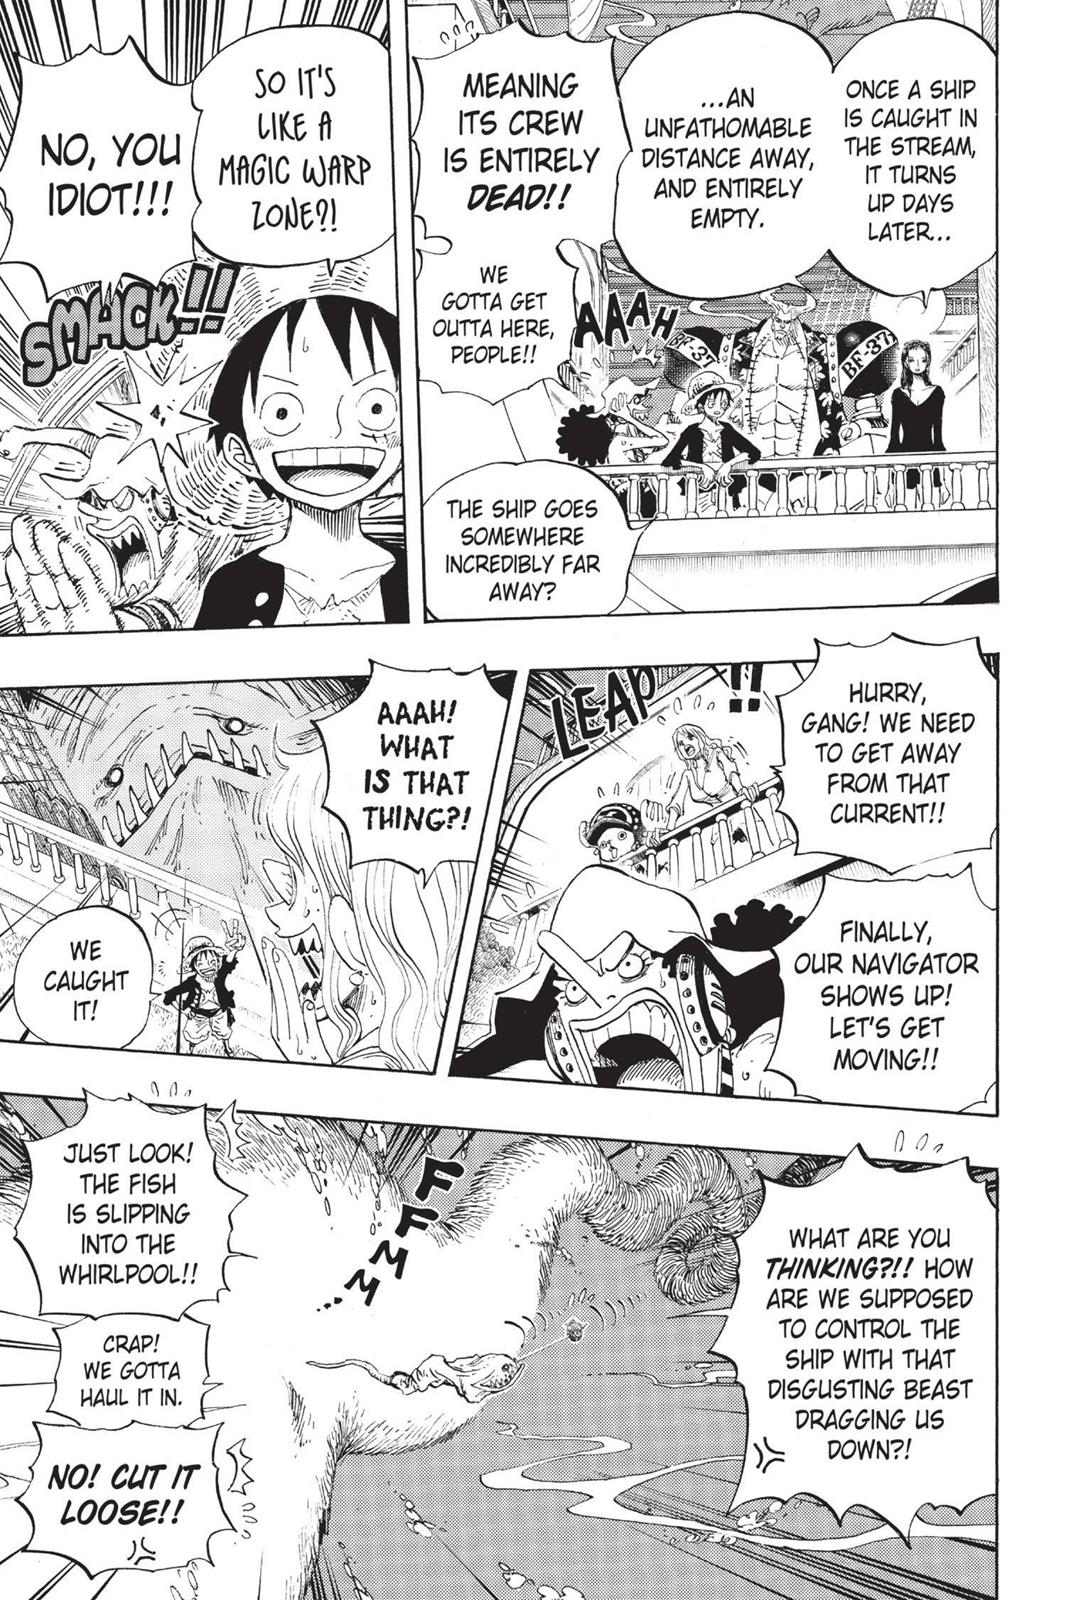 ONCE A SHIP
IS CAUGHT IN
THE STREAM,
IT TURNS
UP DAYS
LATER...
...AN
UNFATHOMABLE
DISTANCE AWAY,
AND ENTIRELY
EMPTY.
MEANING
ITS CREW
IS ENTIRELY
DEAD!!
WE
GOTTA GET
OUTTA HERE,
PEOPLE!!
AAAH
BF-37
BF-37
THE SHIP GOES
SOMEWHERE
INCREDIBLY FAR
AWAY?
SO IT'S
LIKE A
MAGIC WARP
ZONE?!
NO, YOU
IDIOT!!!
SMACK!!
HURRY,
GANG! WE NEED
TO GET AWAY
FROM THAT
CURRENT!!
!!
LEAP
FINALLY,
OUR NAVIGATOR
SHOWS UP!
LET'S GET
MOVING!!
AAAH!
WHAT
IS THAT
THING?!
WE
CAUGHT
IT!
WHAT ARE YOU
THINKING?!! HOW
ARE WE SUPPOSED
TO CONTROL THE
SHIP WITH THAT
DISGUSTING BEAST
DRAGGING US
DOWN?!
FFMM
JUST LOOK!
THE FISH
IS SLIPPING
INTO THE
WHIRLPOOL!!
CRAP!
WE GOTTA
HAUL IT IN.
NO! CUT IT
LOOSE!!